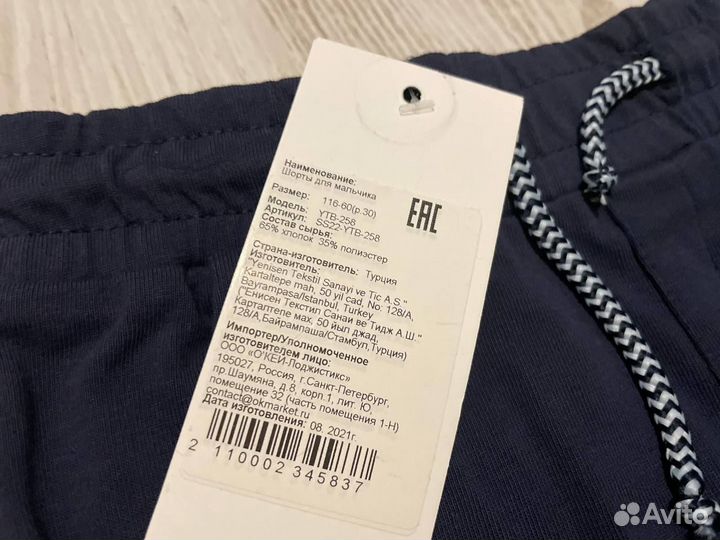 Наименование:
Шорты для мальчика
Размер: 116-60(р.30)
Модель: YTB-258
Артикул: SS22-YTB-258
Состав сырья:
65% хлопок 35% полиэстер
Страна-изготовитель: Турция
Изготовитель:
"Yenisen Tekstil Sanayi ve Tic A.S."
Kartaltepe mah, 50 yil cad, No: 128/A,
Bayrampasa/Istanbul, Turkey
("Енисен Текстил Санаи ве Тидж А.Ш."
Карталтепе мах, 50 йыл джад,
128/A,Байрампаша/Стамбул,Турция)
Импортер/Уполномоченное
изготовителем лицо:
ООО «О'КЕЙ-Лоджистикс»
195027, Россия, г.Санкт-Петербург,
пр.Шаумяна, д.8, корп.1, лит. Ю,
помещение 32 (часть помещения 1-Н)
contact@okmarket.ru
Дата изготовления: 08. 2021г.
2 110002 345837
EAC
Avito